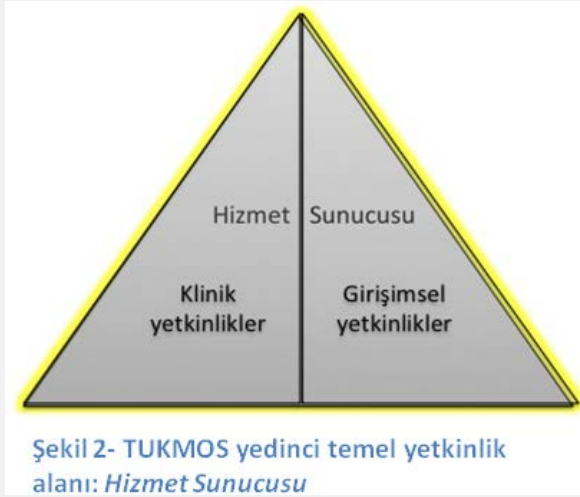 Hizmet Sunucusu
Klinik yetkinlikler
Girişimsel yetkinlikler
Şekil 2- TUKMOS yedinci temel yetkinlik
alanı: Hizmet Sunucusu